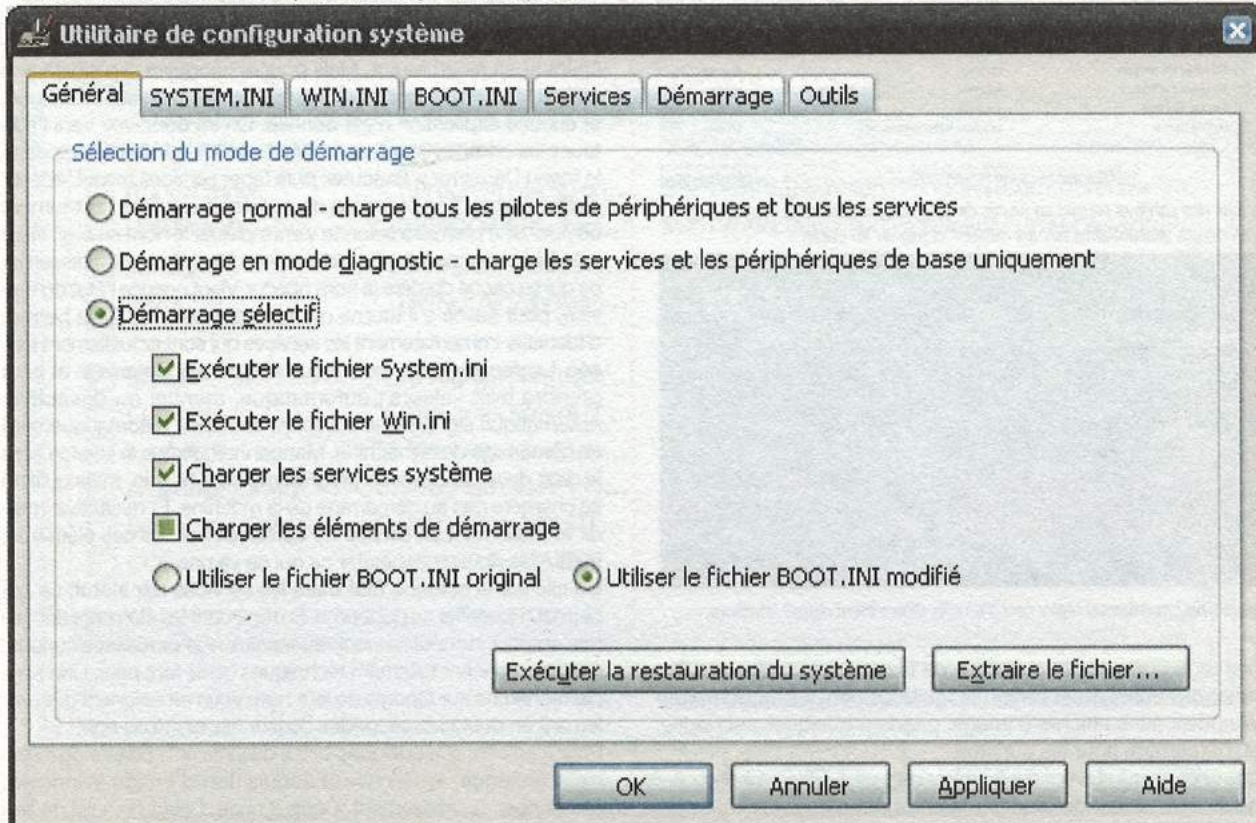 Utilitaire de configuration système
Général SYSTEM.INI WIN.INI BOOT.INI Services Démarrage Outils
Sélection du mode de démarrage
Démarrage normal - charge tous les pilotes de périphériques et tous les services
Démarrage en mode diagnostic - charge les services et les périphériques de base uniquement
Démarrage sélectif
Exécuter le fichier System.ini
Exécuter le fichier Win.ini
Charger les services système
Charger les éléments de démarrage
Utiliser le fichier BOOT.INI original Utiliser le fichier BOOT.INI modifié
Exécuter la restauration du système Extraire le fichier...
OK Annuler Appliquer Aide